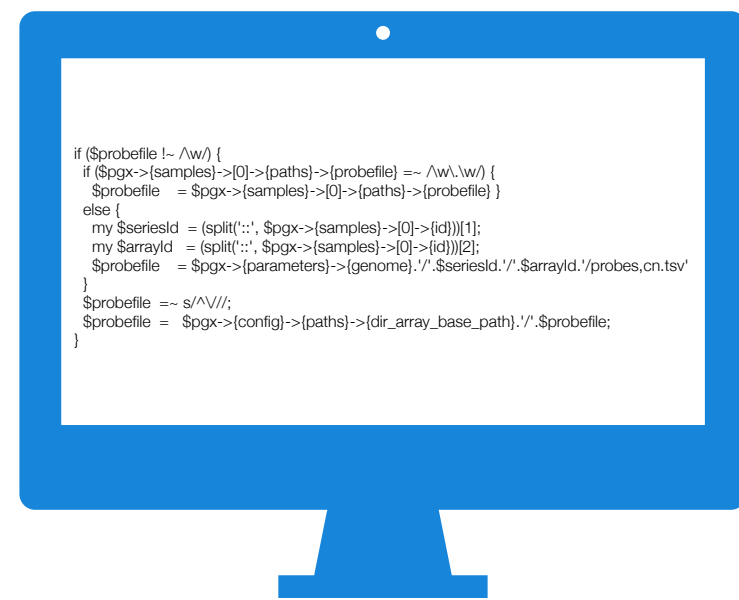 if ($probefile !~ /\w/) {
if ($pgx->{samples}->[0]->{paths}->{probefile} =~ /\w\.\w/) {
$probefile = $pgx->{samples}->[0]->{paths}->{probefile} }
else {
my $seriesId = (split('::', $pgx->{samples}->[0]->{id}))[1];
my $arrayId = (split('::', $pgx->{samples}->[0]->{id}))[2];
$probefile = $pgx->{parameters}->{genome}.'/'.$seriesId.'/'.$arrayId.'/probes,cn.tsv'
}
$probefile =~ s/^\///;
$probefile = $pgx->{config}->{paths}->{dir_array_base_path}.'/'.$probefile;
}